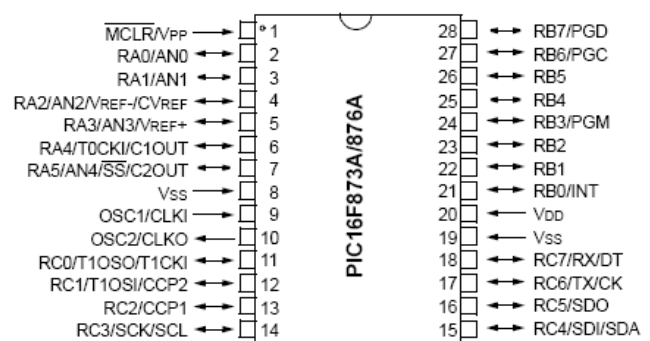 MCLR/VPP 1
RA0/AN0 2
RA1/AN1 3
RA2/AN2/VREF-/CVREF 4
RA3/AN3/VREF+ 5
RA4/T0CKI/C1OUT 6
RA5/AN4/SS/C2OUT 7
VSS 8
OSC1/CLKI 9
OSC2/CLKO 10
RC0/T1OSO/T1CKI 11
RC1/T1OSI/CCP2 12
RC2/CCP1 13
RC3/SCK/SCL 14
PIC16F873A/876A
28 RB7/PGD
27 RB6/PGC
26 RB5
25 RB4
24 RB3/PGM
23 RB2
22 RB1
21 RB0/INT
20 VDD
19 VSS
18 RC7/RX/DT
17 RC6/TX/CK
16 RC5/SDO
15 RC4/SDI/SDA